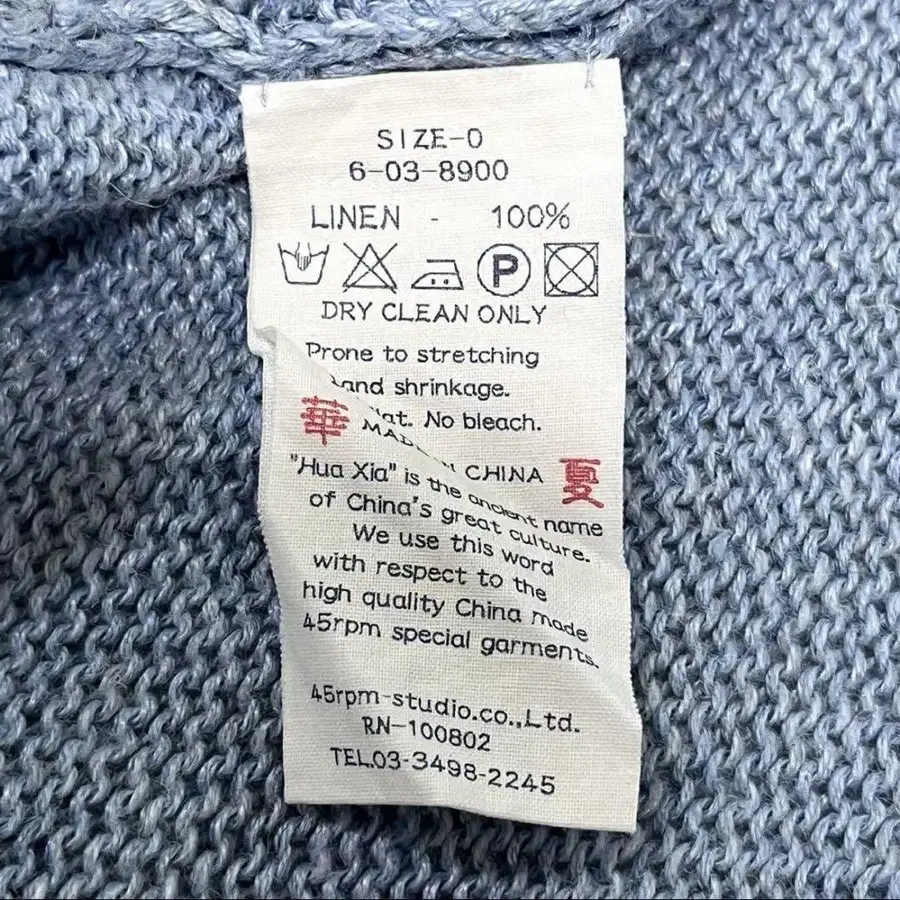 SIZE-0
6-03-8900
LINEN - 100%
P
DRY CLEAN ONLY
Prone to stretching
and shrinkage.
No bleach.
華
CHINA
夏
"Hua Xia" is the ancient name
of China's great culture.
We use this word
with respect to the
high quality China made
45rpm special garments.
45rpm-studio.co.,Ltd.
RN-100802
TEL.03-3498-2245